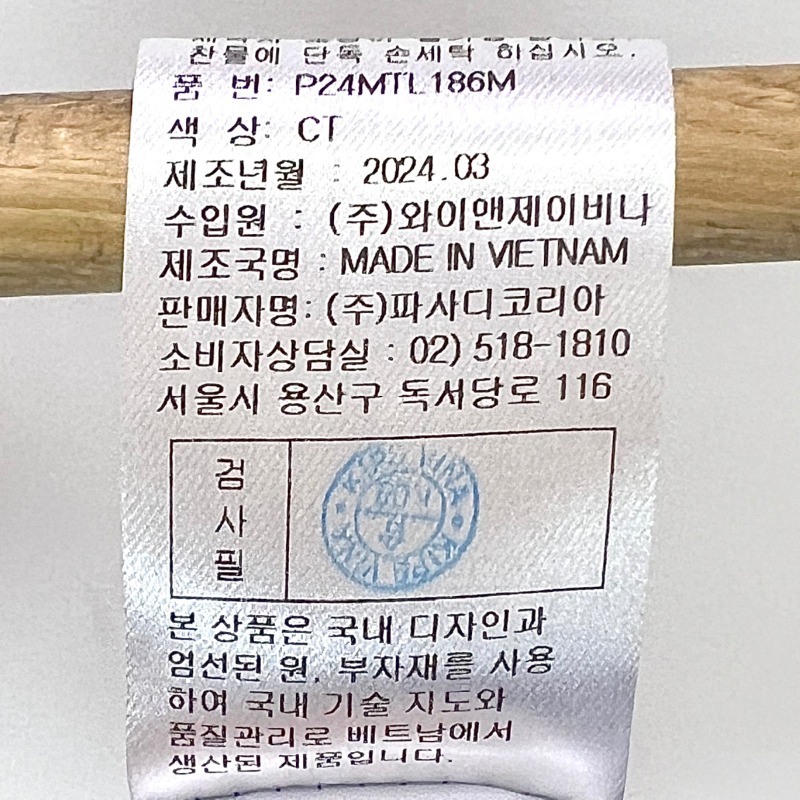 찬물에 단독 손세탁 하십시오.
품 번: P24MTL186M
색 상: CT
제조년월 : 2024.03
수입원 : (주)와이앤제이비나
제조국명 : MADE IN VIETNAM
판매자명: (주)파사디코리아
소비자상담실 : 02) 518-1810
서울시 용산구 독서당로 116
검
사
필
본 상품은 국내 디자인과
엄선된 원, 부자재를 사용
하여 국내 기술 지도와
품질관리로 베트남에서
생산된 제품입니다.